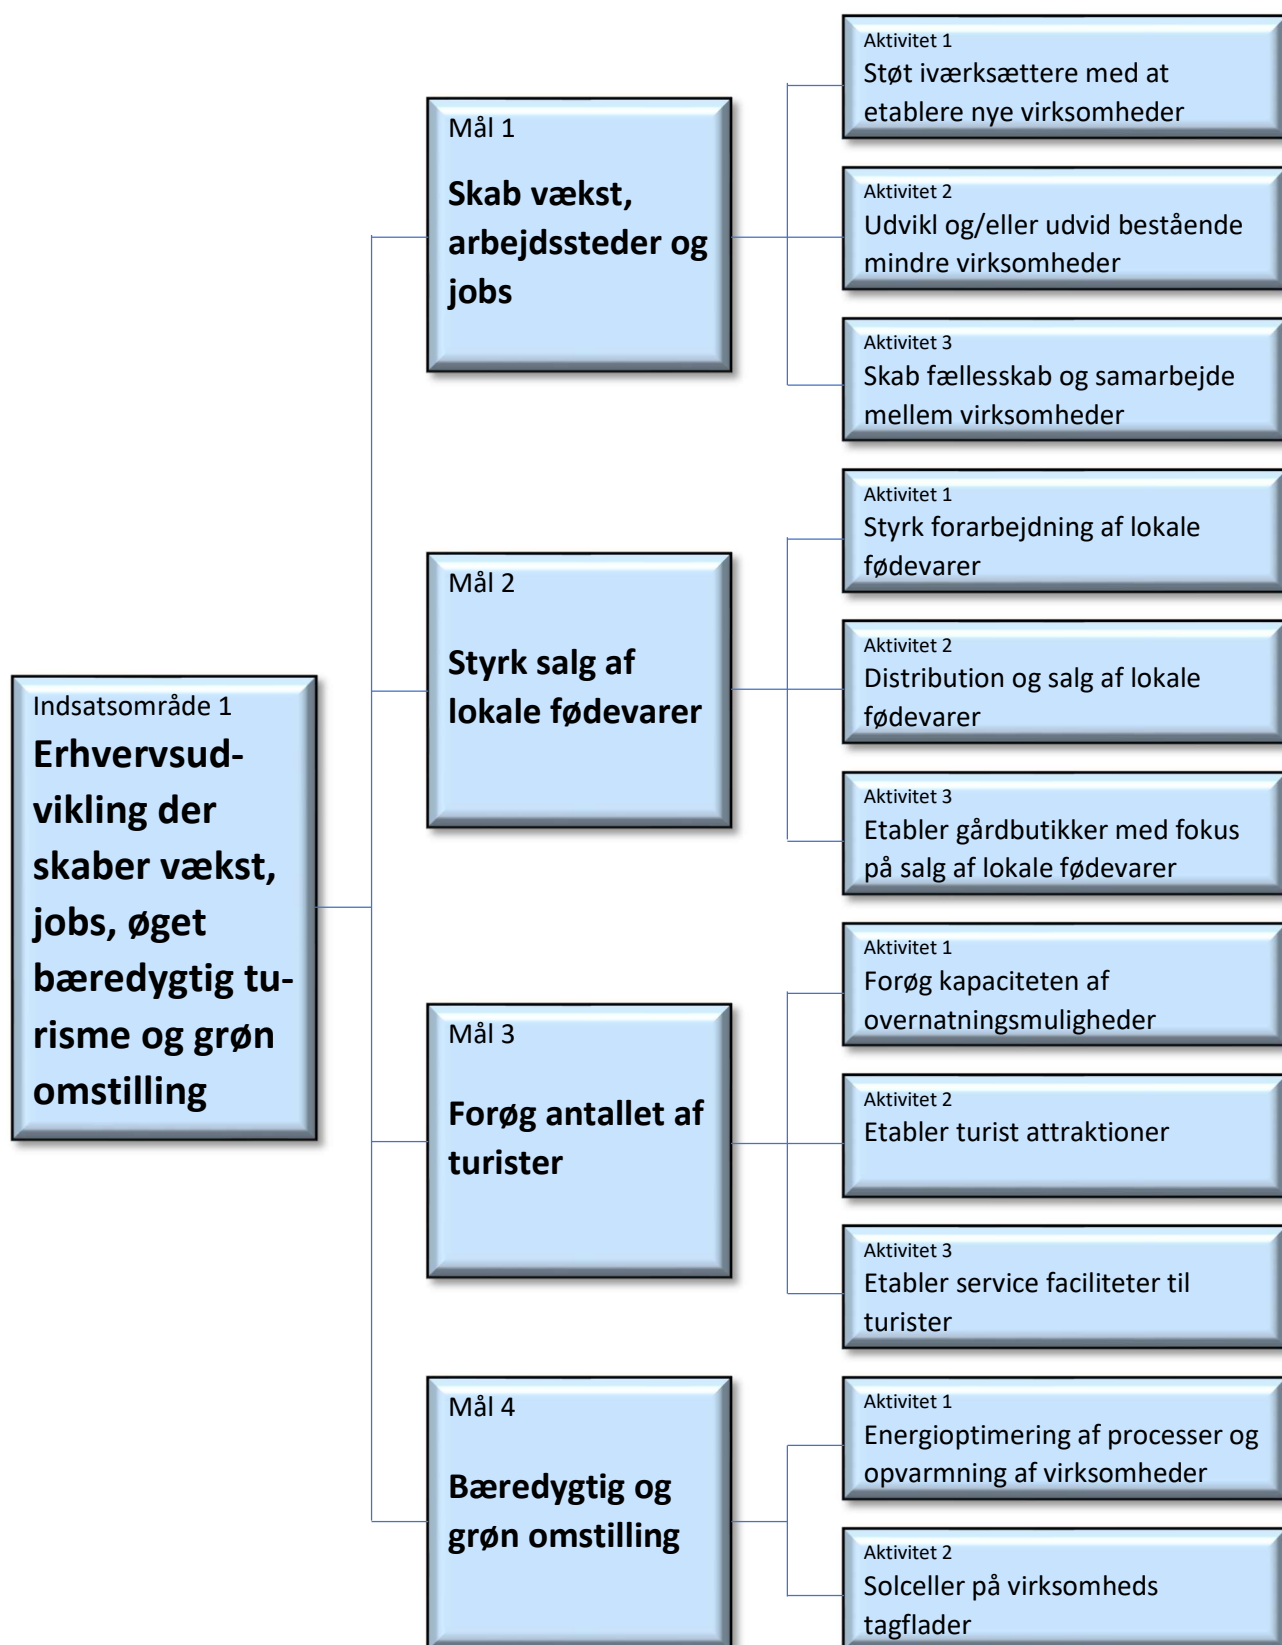 Indsatsområde 1
Erhvervsud-
vikling der
skaber vækst,
jobs, øget
bæredygtig tu-
risme og grøn
omstilling
Mål 1
Skab vækst,
arbejdssteder og
jobs
Aktivitet 1
Støt iværksættere med at
etablere nye virksomheder
Aktivitet 2
Udvikl og/eller udvid bestående
mindre virksomheder
Aktivitet 3
Skab fællesskab og samarbejde
mellem virksomheder
Mål 2
Styrk salg af
lokale fødevarer
Aktivitet 1
Styrk forarbejdning af lokale
fødevarer
Aktivitet 2
Distribution og salg af lokale
fødevarer
Aktivitet 3
Etabler gårdbutikker med fokus
på salg af lokale fødevarer
Mål 3
Forøg antallet af
turister
Aktivitet 1
Forøg kapaciteten af
overnatningsmuligheder
Aktivitet 2
Etabler turist attraktioner
Aktivitet 3
Etabler service faciliteter til
turister
Mål 4
Bæredygtig og
grøn omstilling
Aktivitet 1
Energioptimering af processer og
opvarmning af virksomheder
Aktivitet 2
Solceller på virksomheds
tagflader